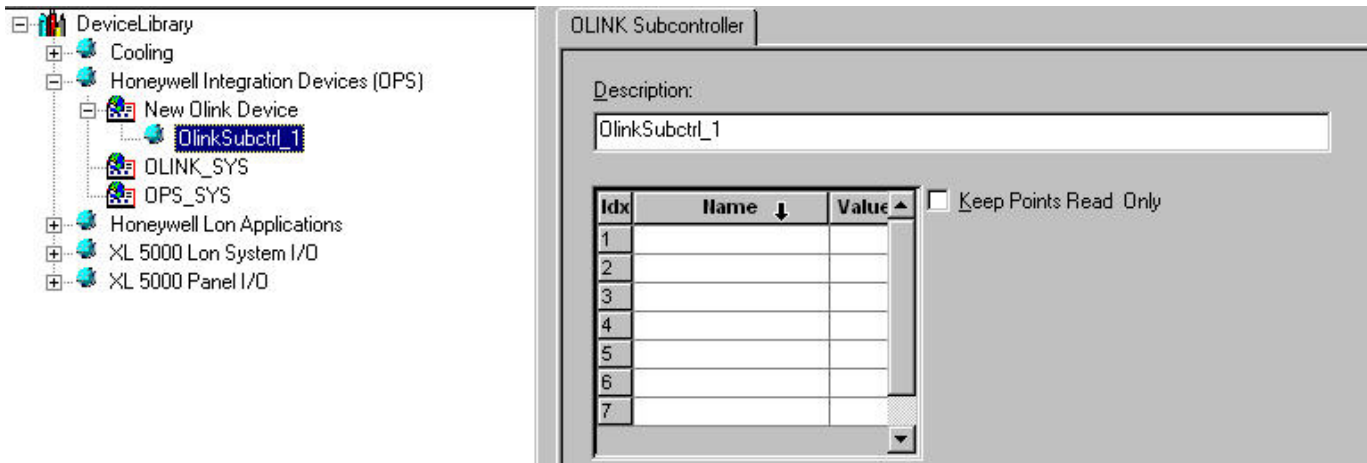 DeviceLibrary
Cooling
Honeywell Integration Devices (OPS)
New Olink Device
OlinkSubctrl_1
OLINK_SYS
OPS_SYS
Honeywell Lon Applications
XL 5000 Lon System I/O
XL 5000 Panel I/O
OLINK Subcontroller
Description:
OlinkSubctrl_1
Idx Name Value
1
2
3
4
5
6
7
Keep Points Read Only